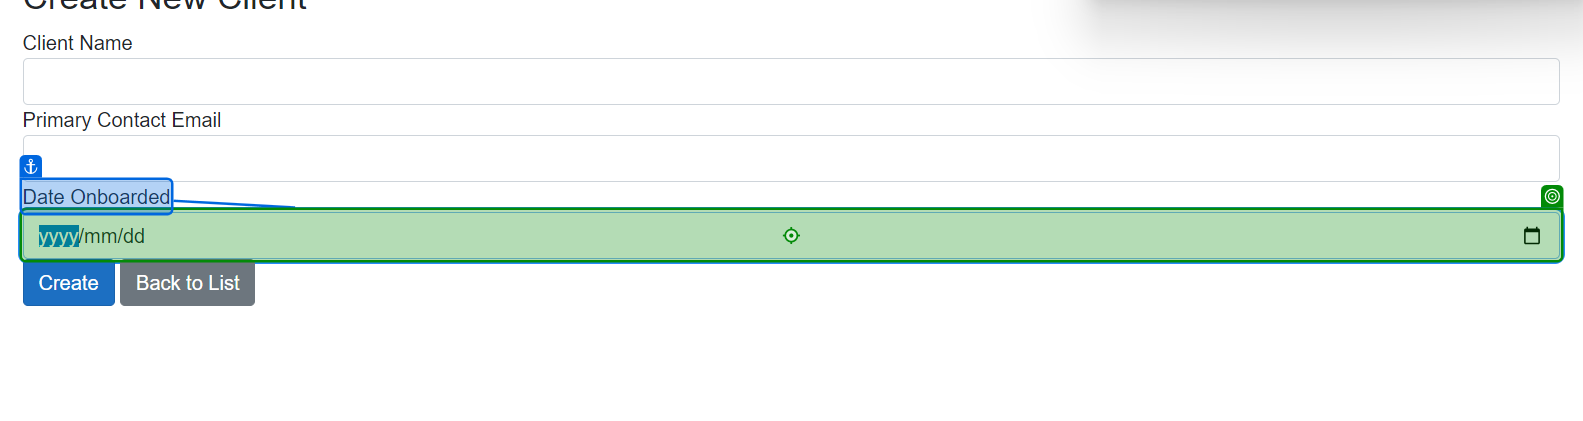 Create New Client
Client Name
Primary Contact Email
Date Onboarded
yyyy/mm/dd
Create Back to List